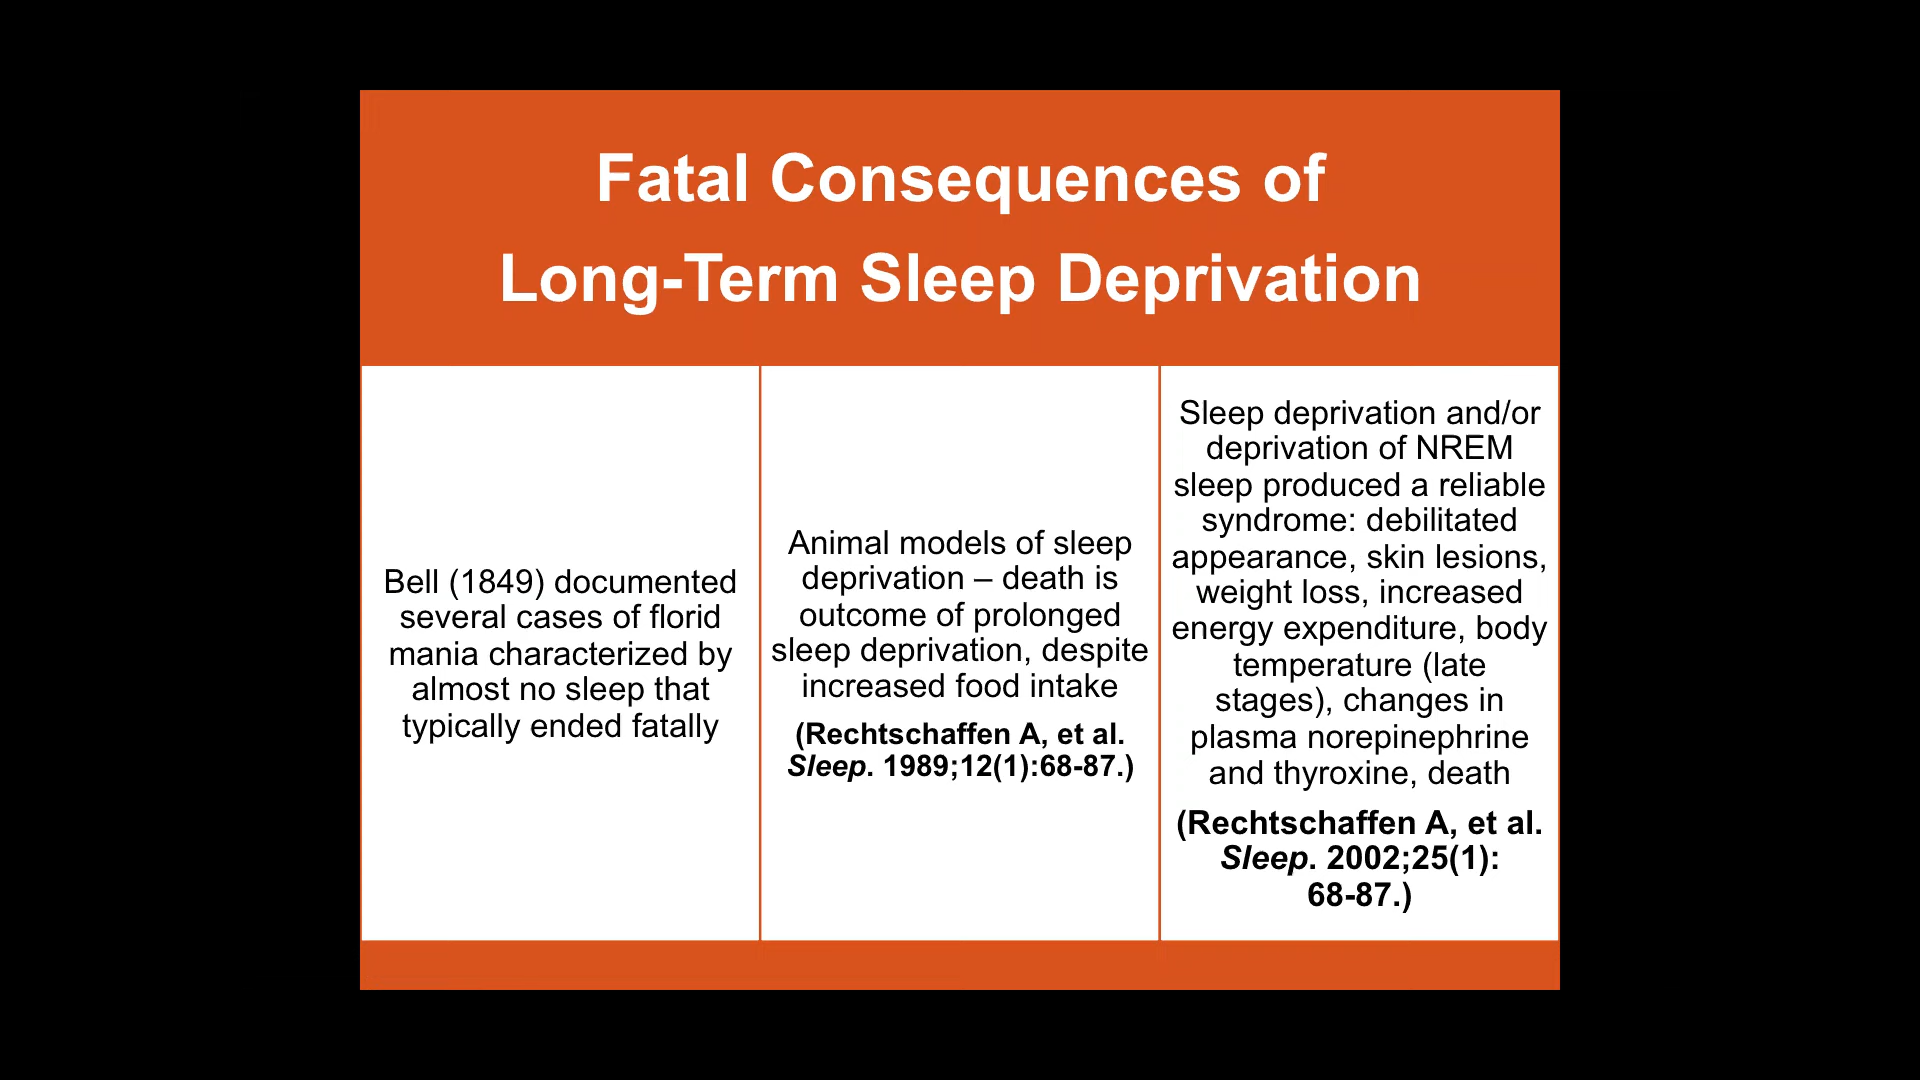 Fatal Consequences of
Long-Term Sleep Deprivation
Bell (1849) documented
several cases of florid
mania characterized by
almost no sleep that
typically ended fatally
Animal models of sleep
deprivation – death is
outcome of prolonged
sleep deprivation, despite
increased food intake
(Rechtschaffen A, et al.
Sleep. 1989;12(1):68-87.)
Sleep deprivation and/or
deprivation of NREM
sleep produced a reliable
syndrome: debilitated
appearance, skin lesions,
weight loss, increased
energy expenditure, body
temperature (late
stages), changes in
plasma norepinephrine
and thyroxine, death
(Rechtschaffen A, et al.
Sleep. 2002;25(1):
68-87.)